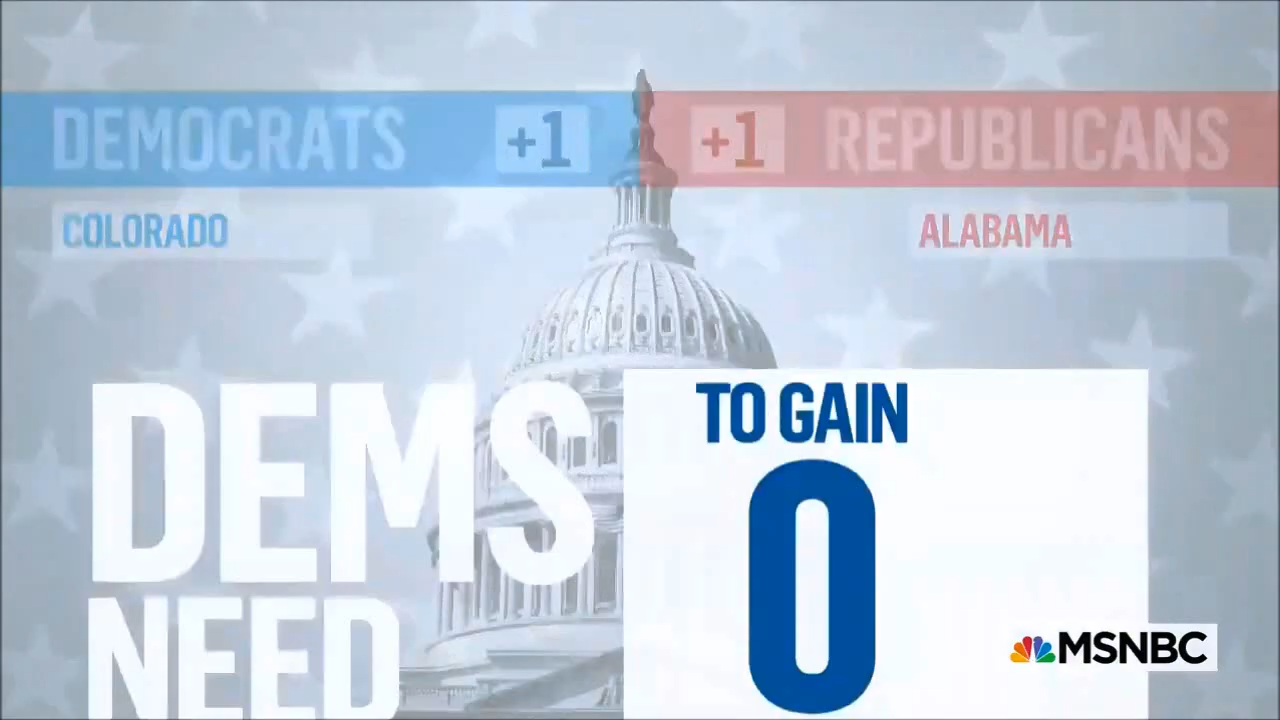 DEMOCRATS +1 +1 REPUBLICANS
COLORADO ALABAMA
DEMS
NEED
TO GAIN
0
MSNBC